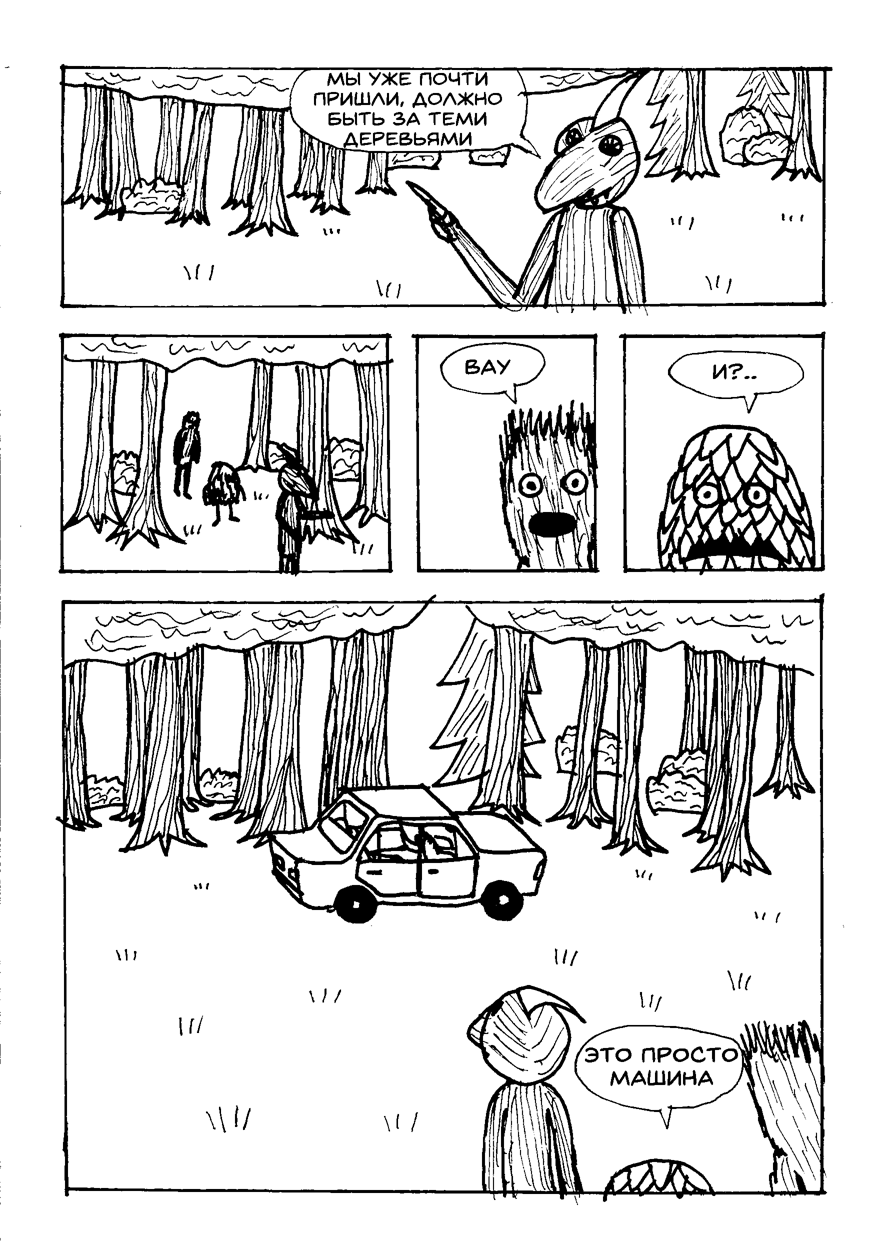 МЫ УЖЕ ПОЧТИ
ПРИШЛИ, ДОЛЖНО
БЫТЬ ЗА ТЕМИ
ДЕРЕВЬЯМИ
ВАУ
И?..
ЭТО ПРОСТО
МАШИНА